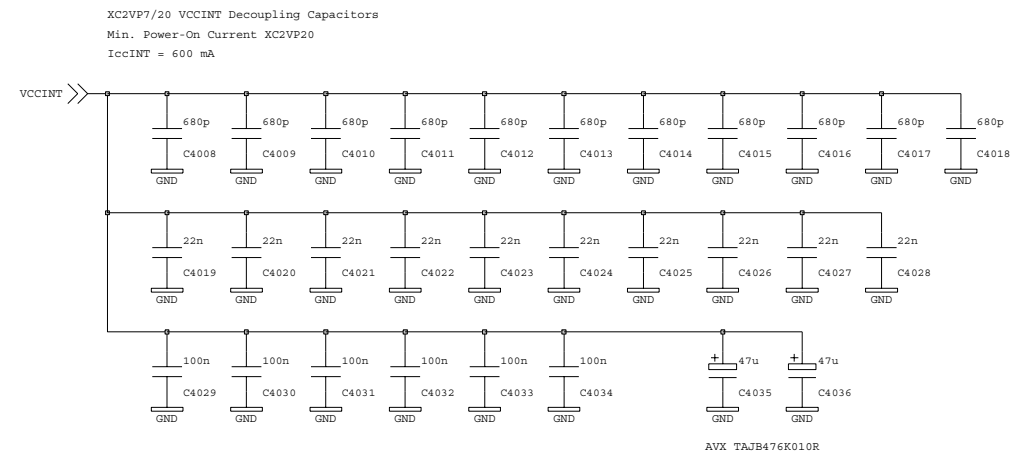 XC2VP7/20 VCCINT Decoupling Capacitors
Min. Power-On Current XC2VP20
IccINT = 600 mA
VCCINT
680p 680p 680p 680p 680p 680p 680p 680p 680p 680p 680p
C4008 C4009 C4010 C4011 C4012 C4013 C4014 C4015 C4016 C4017 C4018
GND GND GND GND GND GND GND GND GND GND GND
22n 22n 22n 22n 22n 22n 22n 22n 22n 22n
C4019 C4020 C4021 C4022 C4023 C4024 C4025 C4026 C4027 C4028
GND GND GND GND GND GND GND GND GND GND
100n 100n 100n 100n 100n 100n + 47u + 47u
C4029 C4030 C4031 C4032 C4033 C4034 C4035 C4036
GND GND GND GND GND GND GND GND
AVX TAJB476K010R